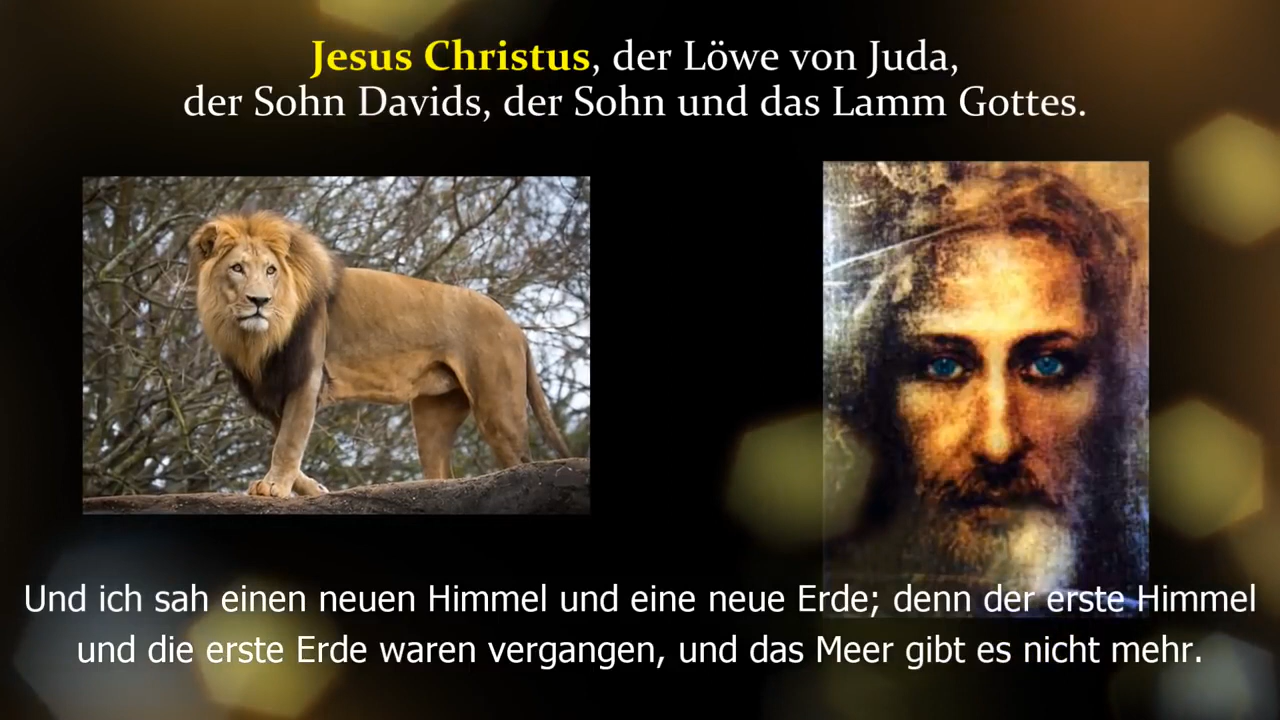 Jesus Christus, der Löwe von Juda,
der Sohn Davids, der Sohn und das Lamm Gottes.
Und ich sah einen neuen Himmel und eine neue Erde; denn der erste Himmel
und die erste Erde waren vergangen, und das Meer gibt es nicht mehr.